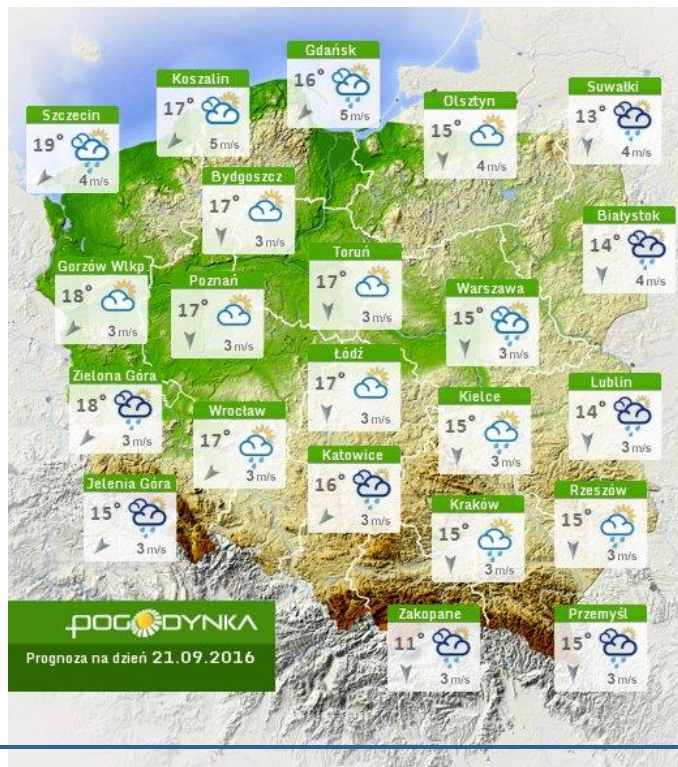 Gdańsk
16°
5 m/s
Koszalin
17°
5 m/s
Suwałki
13°
4 m/s
Olsztyn
15°
4 m/s
Szczecin
19°
4 m/s
Bydgoszcz
17°
3 m/s
Białystok
14°
4 m/s
Toruń
17°
3 m/s
Gorzów Wlkp.
18°
3 m/s
Poznań
17°
3 m/s
Warszawa
15°
3 m/s
Łódź
17°
3 m/s
Zielona Góra
18°
3 m/s
Lublin
14°
3 m/s
Kielce
15°
3 m/s
Wrocław
17°
3 m/s
Katowice
16°
3 m/s
Jelenia Góra
15°
3 m/s
Rzeszów
15°
3 m/s
Kraków
15°
3 m/s
Zakopane
11°
3 m/s
Przemyśl
15°
3 m/s
POGODYNKA
Prognoza na dzień 21.09.2016